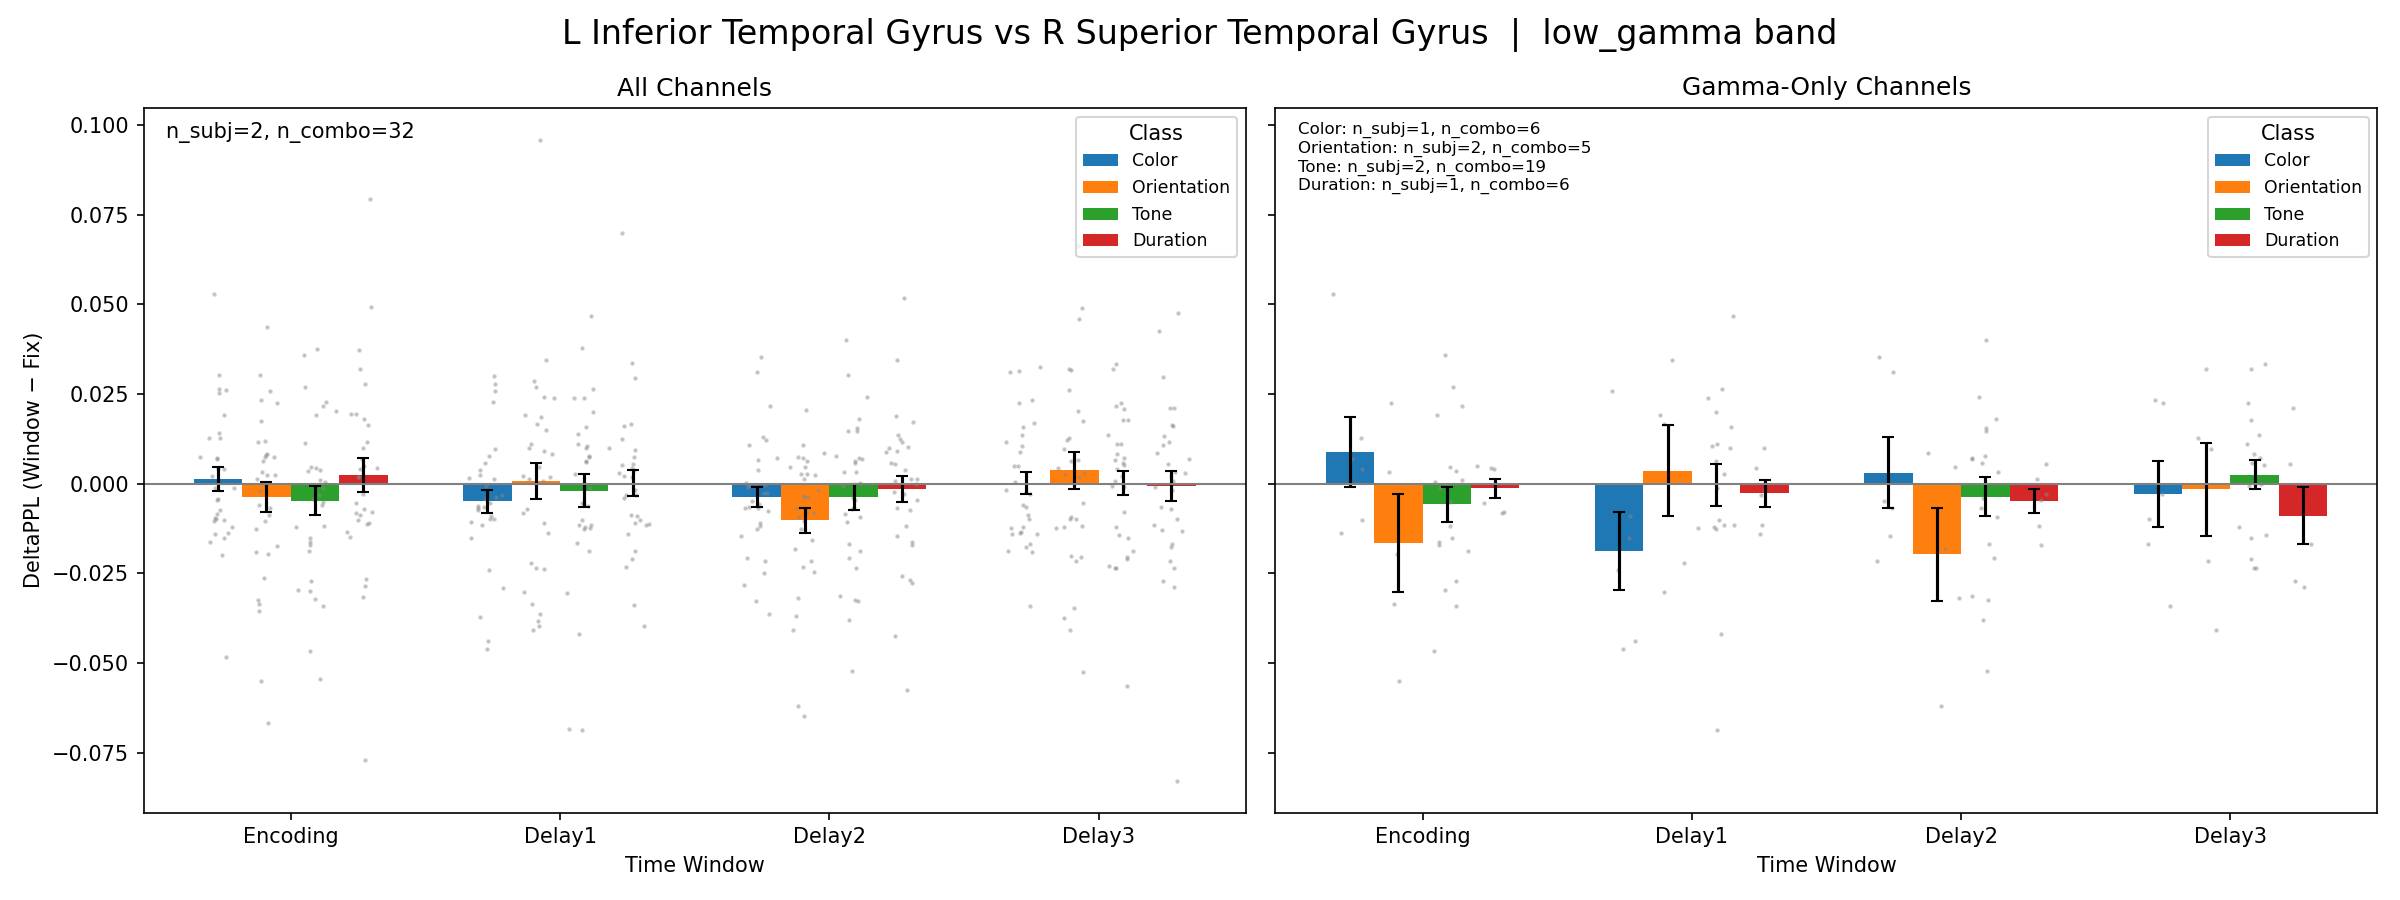 L Inferior Temporal Gyrus vs R Superior Temporal Gyrus | low_gamma band
All Channels
n_subj=2, n_combo=32
Class
Color
Orientation
Tone
Duration
DeltaPPL (Window − Fix)
0.100
0.075
0.050
0.025
0.000
−0.025
−0.050
−0.075
Encoding
Delay1
Delay2
Delay3
Time Window
Gamma-Only Channels
Color: n_subj=1, n_combo=6
Orientation: n_subj=2, n_combo=5
Tone: n_subj=2, n_combo=19
Duration: n_subj=1, n_combo=6
Class
Color
Orientation
Tone
Duration
Encoding
Delay1
Delay2
Delay3
Time Window